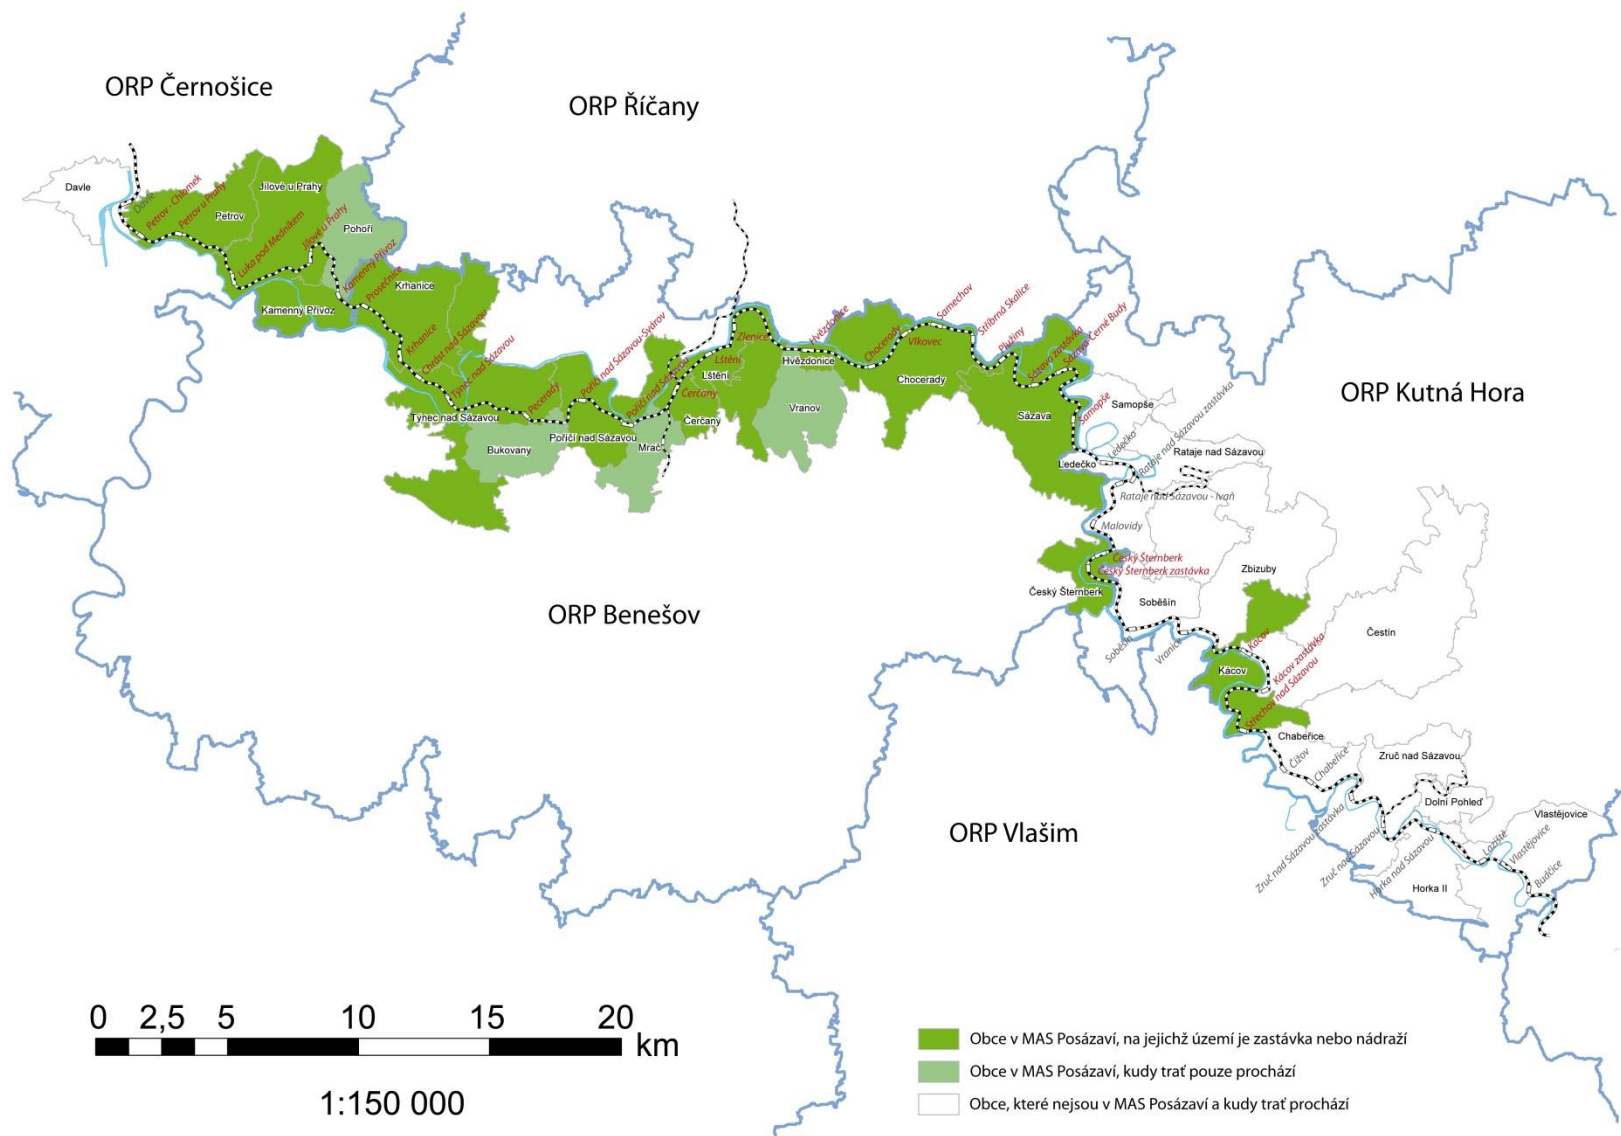 ORP Černošice
ORP Říčany
ORP Kutná Hora
ORP Benešov
ORP Vlašim
Davle
Davle
Petrov - Chlomek
Petrov u Prahy
Petrov
Jílové u Prahy
Luka pod Medníkem
Jílové u Prahy
Pohoří
Kamenný Přívoz
Kamenný Přívoz
Prosečnice
Krhanice
Krhanice
Chrást nad Sázavou
Týnec nad Sázavou
Týnec nad Sázavou
Pecerady
Bukovany
Poříčí nad Sázavou-Svárov
Poříčí nad Sázavou
Poříčí nad Sázavou
Mrač
Čerčany
Čerčany
Lštění
Lštění
Zlenice
Hvězdonice
Hvězdonice
Vranov
Chocerady
Chocerady
Vlkovec
Samechov
Stříbrná Skalice
Plužiny
Sázava zastávka
Sázava-Černé Budy
Sázava
Samopše
Samopše
Ledečko
Ledečko
Rataje nad Sázavou zastávka
Rataje nad Sázavou
Rataje nad Sázavou - Ivaň
Malovidy
Český Šternberk
Český Šternberk zastávka
Český Šternberk
Zbizuby
Soběšín
Soběšín
Vranice
Čestín
Kácov
Kácov
Kácov zastávka
Střechov nad Sázavou
Chabeřice
Čížov
Chabeřice
Zruč nad Sázavou
Zruč nad Sázavou zastávka
Zruč nad Sázavou
Dolní Pohleď
Horka nad Sázavou
Horka II
Laziště
Vlastějovice
Vlastějovice
Budčice
0 2,5 5 10 15 20
km
1:150 000
Obce v MAS Posázaví, na jejichž území je zastávka nebo nádraží
Obce v MAS Posázaví, kudy trať pouze prochází
Obce, které nejsou v MAS Posázaví a kudy trať prochází